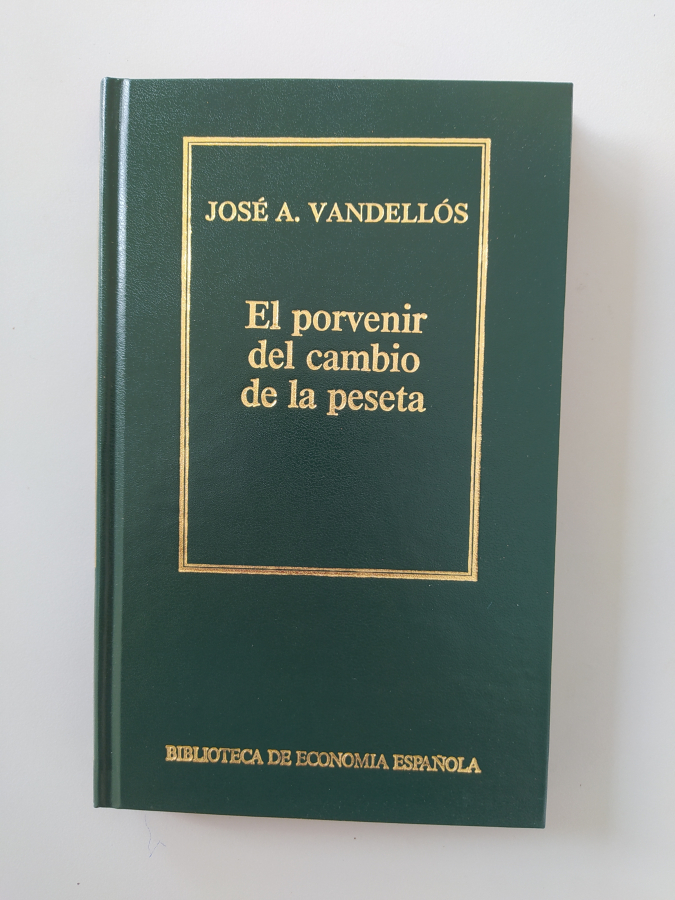 JOSÉ A. VANDELLÓS
El porvenir
del cambio
de la peseta
BIBLIOTECA DE ECONOMIA ESPAÑOLA